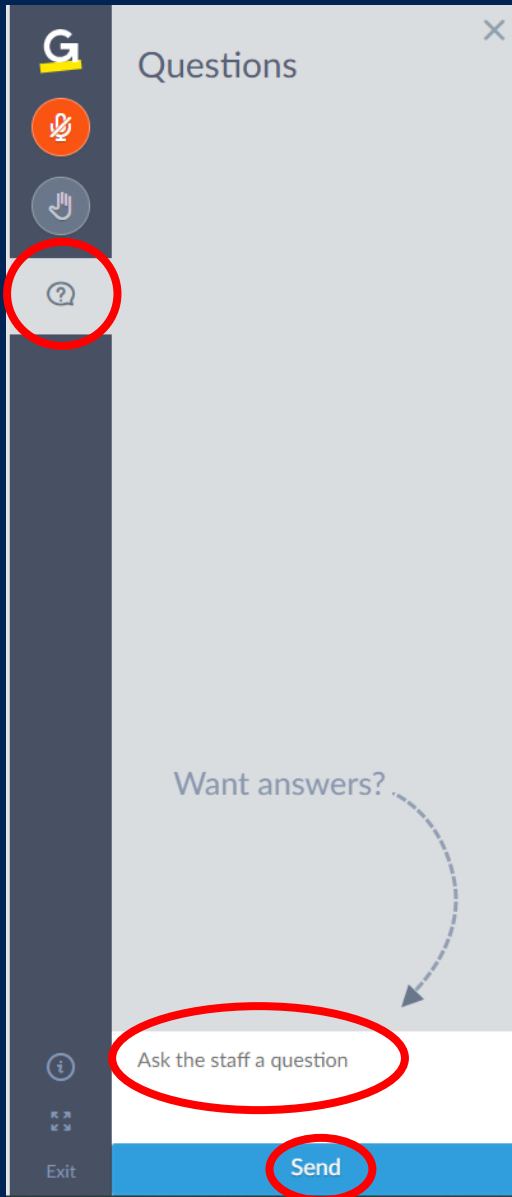 G
Questions
Want answers?
Ask the staff a question
Send
Exit